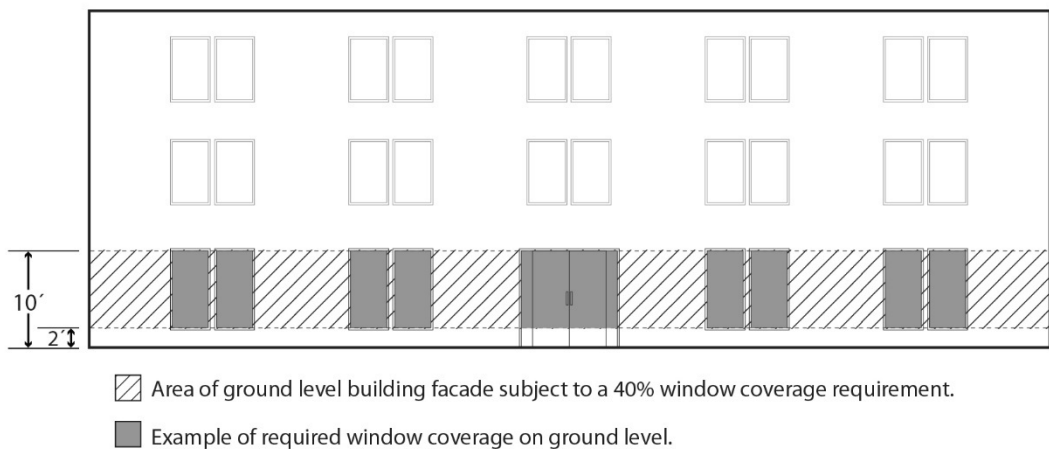 10´
2´
Area of ground level building facade subject to a 40% window coverage requirement.
Example of required window coverage on ground level.